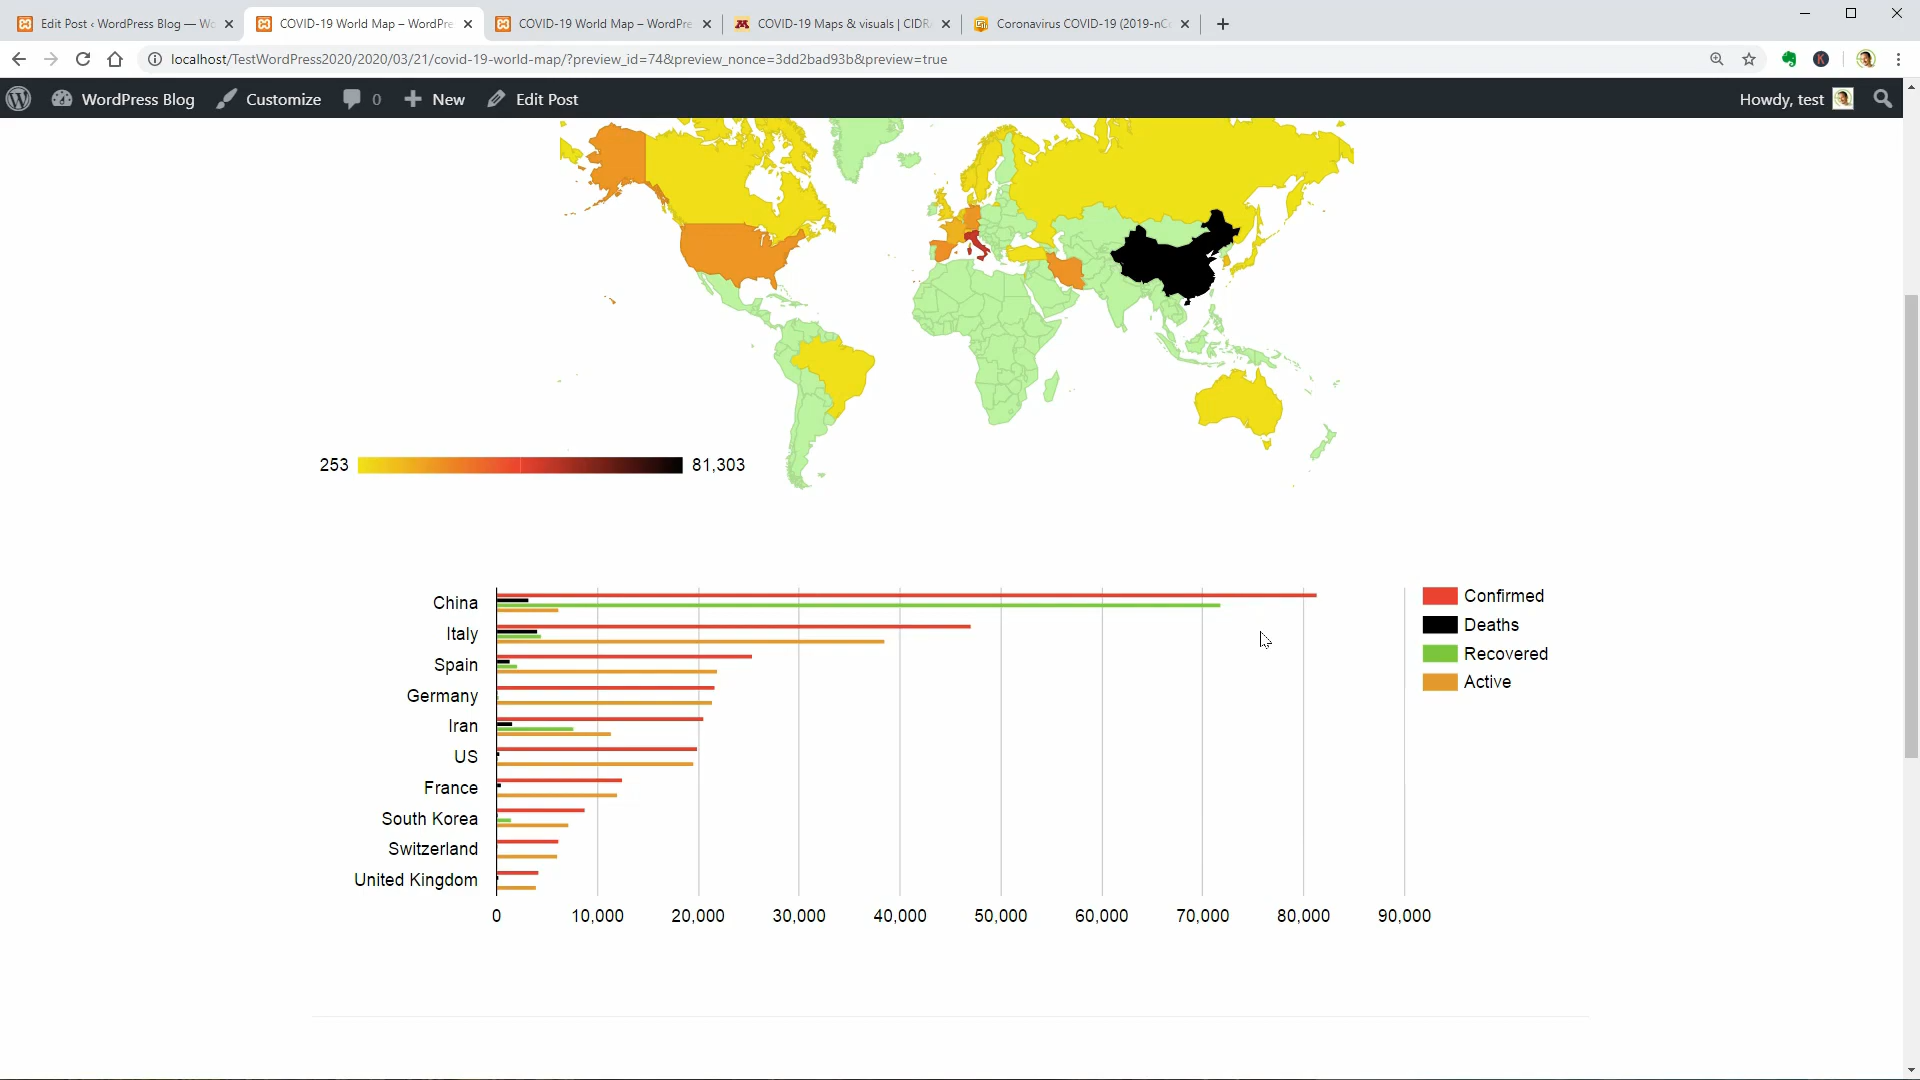 Edit Post ‹ WordPress Blog — Wo
COVID-19 World Map – WordPre
COVID-19 World Map – WordPre
COVID-19 Maps & visuals | CIDR
Coronavirus COVID-19 (2019-nC
localhost/TestWordPress2020/2020/03/21/covid-19-world-map/?preview_id=74&preview_nonce=3dd2bad93b&preview=true
K
WordPress Blog
Customize
0
New
Edit Post
Howdy, test
253
81,303
China
Italy
Spain
Germany
Iran
US
France
South Korea
Switzerland
United Kingdom
0 10,000 20,000 30,000 40,000 50,000 60,000 70,000 80,000 90,000
Confirmed
Deaths
Recovered
Active